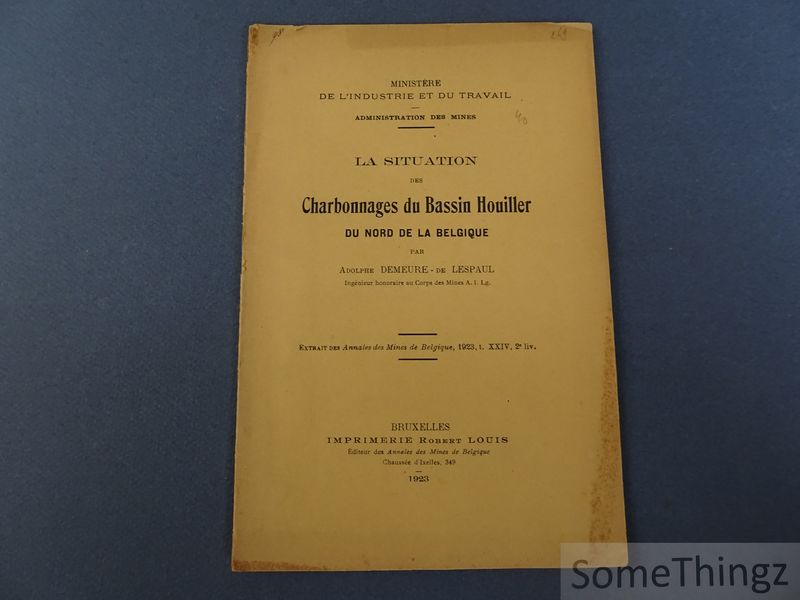 MINISTÈRE
DE L'INDUSTRIE ET DU TRAVAIL
ADMINISTRATION DES MINES
40
LA SITUATION
DES
Charbonnages du Bassin Houiller
DU NORD DE LA BELGIQUE
PAR
ADOLPHE DEMEURE - DE LESPAUL
Ingénieur honoraire au Corps des Mines A. I. Lg.
EXTRAIT DES Annales des Mines de Belgique, 1923, t. XXIV, 2e liv.
BRUXELLES
IMPRIMERIE ROBERT LOUIS
Éditeur des Annales des Mines de Belgique
Chaussée d'Ixelles, 349
1923
SomeThingz